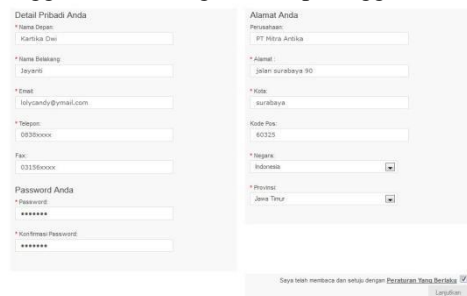 Detail Pribadi Anda
* Nama Depan:
Kartika Dwi
* Nama Belakang:
Jayanti
* Email:
lolycandy@ymail.com
* Telepon:
0838xxxx
Fax:
03156xxxx
Password Anda
* Password:
•••••••
* Konfirmasi Password:
•••••••
Alamat Anda
Perusahaan:
PT Mitra Antika
* Alamat :
jalan surabaya 90
* Kota:
surabaya
Kode Pos:
60325
* Negara:
Indonesia
* Provinsi:
Jawa Timur
Saya telah membaca dan setuju dengan Peraturan Yang Berlaku
Lanjutkan